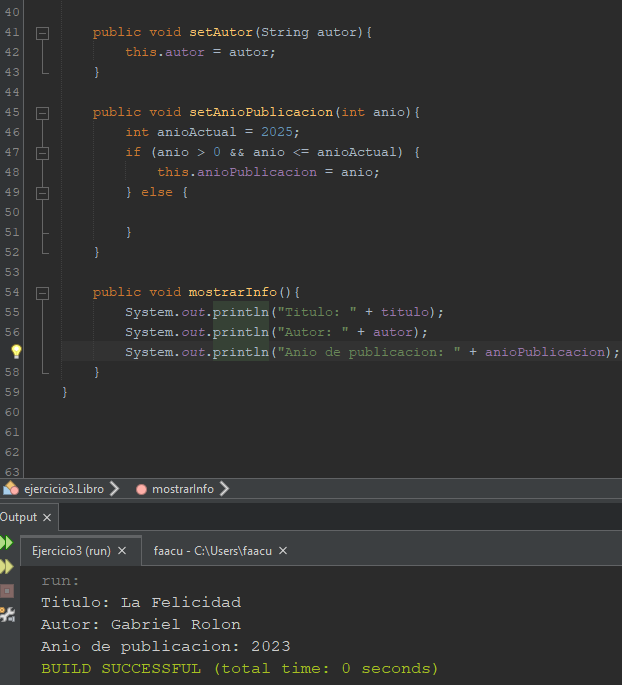 40
41 public void setAutor(String autor){
42 this.autor = autor;
43 }
44
45 public void setAnioPublicacion(int anio){
46 int anioActual = 2025;
47 if (anio > 0 && anio <= anioActual) {
48 this.anioPublicacion = anio;
49 } else {
50
51 }
52 }
53
54 public void mostrarInfo(){
55 System.out.println("Titulo: " + titulo);
56 System.out.println("Autor: " + autor);
System.out.println("Anio de publicacion: " + anioPublicacion);
58 }
59 }
60
61
62
63
ejercicio3.Libro mostrarInfo
Output ×
Ejercicio3 (run) × faacu - C:\Users\faacu ×
run:
Titulo: La Felicidad
Autor: Gabriel Rolon
Anio de publicacion: 2023
BUILD SUCCESSFUL (total time: 0 seconds)